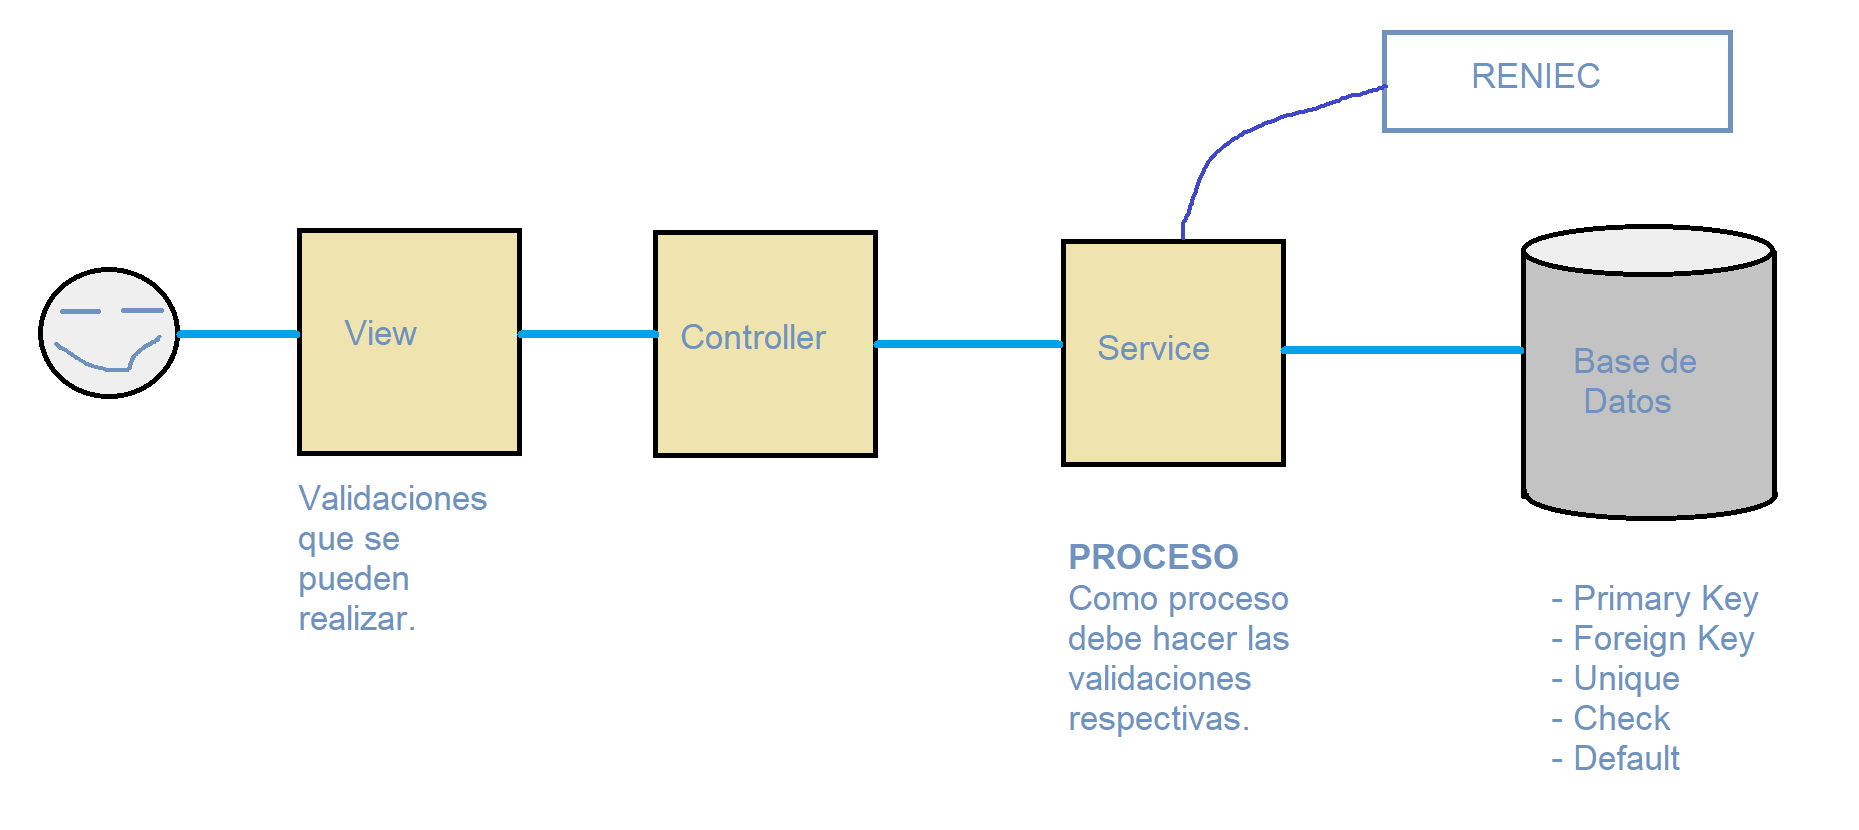 RENIEC
View
Controller
Service
Base de
Datos
Validaciones
que se
pueden
realizar.
PROCESO
Como proceso
debe hacer las
validaciones
respectivas.
- Primary Key
- Foreign Key
- Unique
- Check
- Default